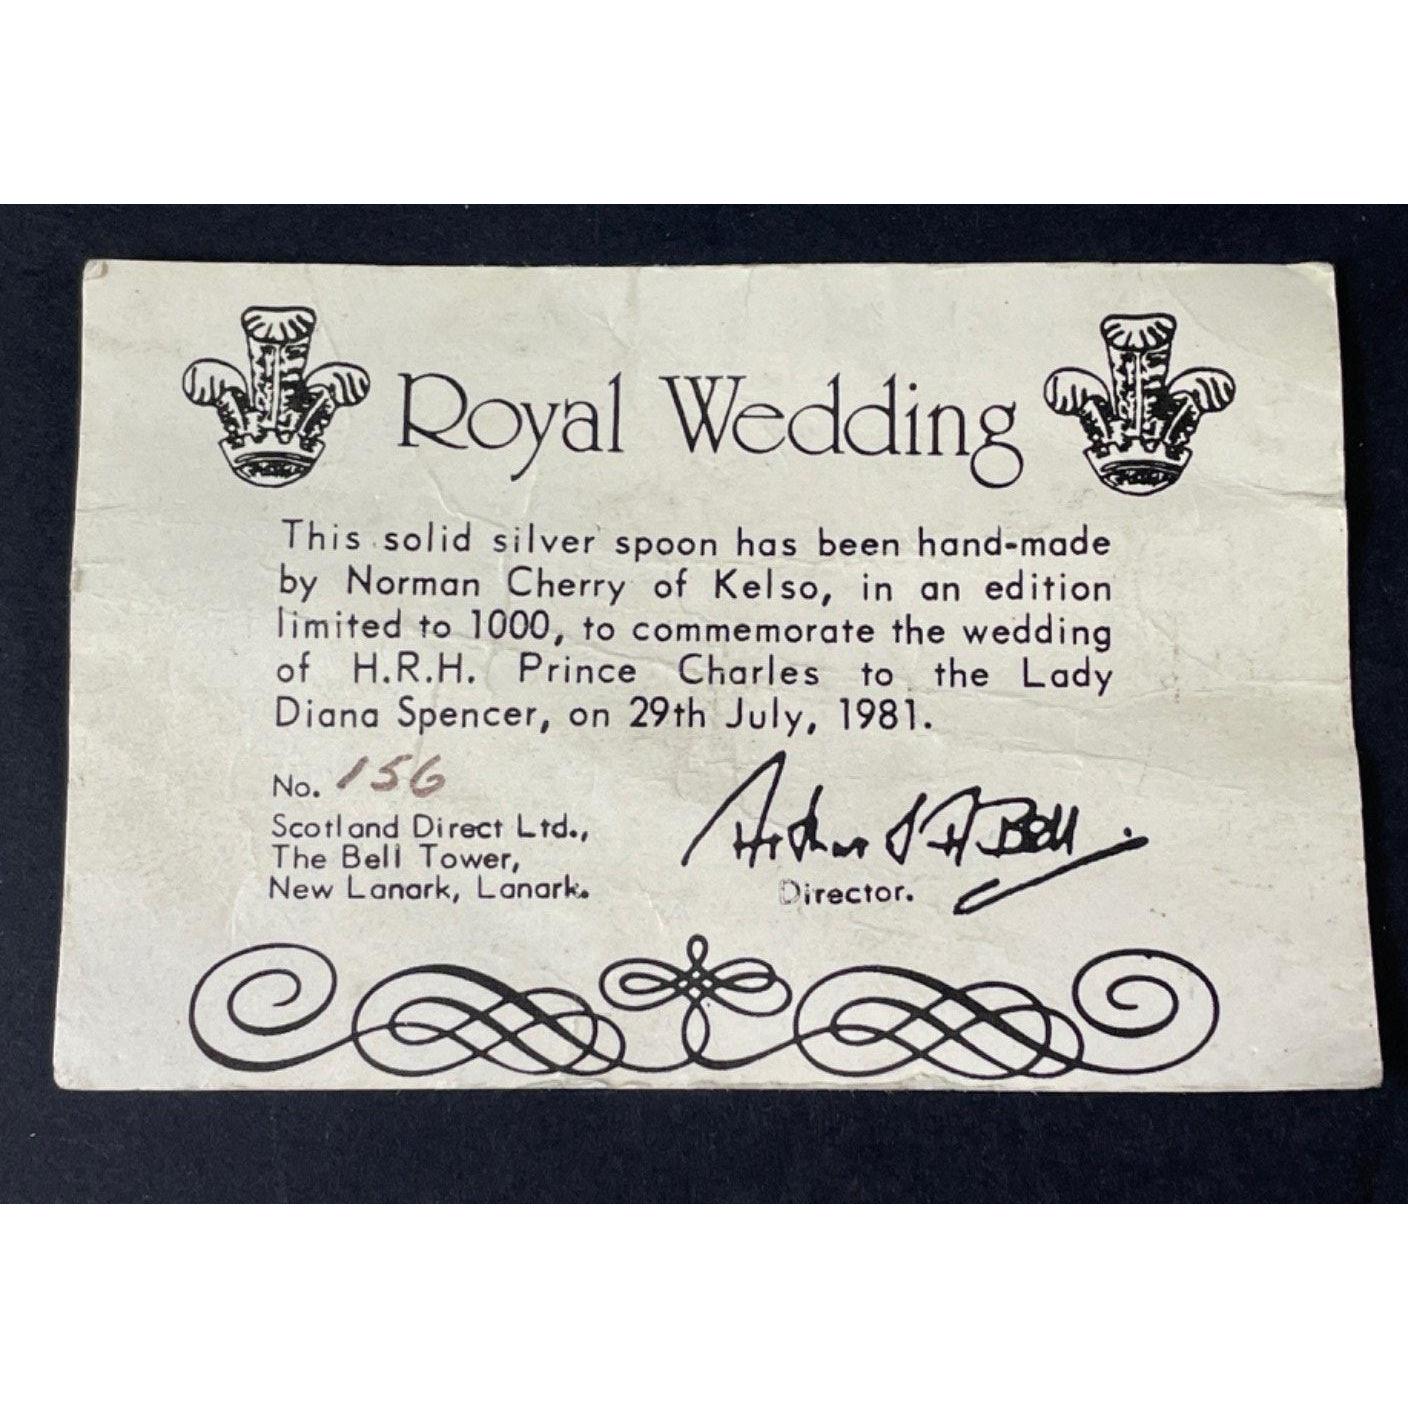 Royal Wedding
This solid silver spoon has been hand-made
by Norman Cherry of Kelso, in an edition
limited to 1000, to commemorate the wedding
of H.R.H. Prince Charles to the Lady
Diana Spencer, on 29th July, 1981.
No. 156
Scotland Direct Ltd.,
The Bell Tower,
New Lanark, Lanark.
Arthur J A Bell
Director.